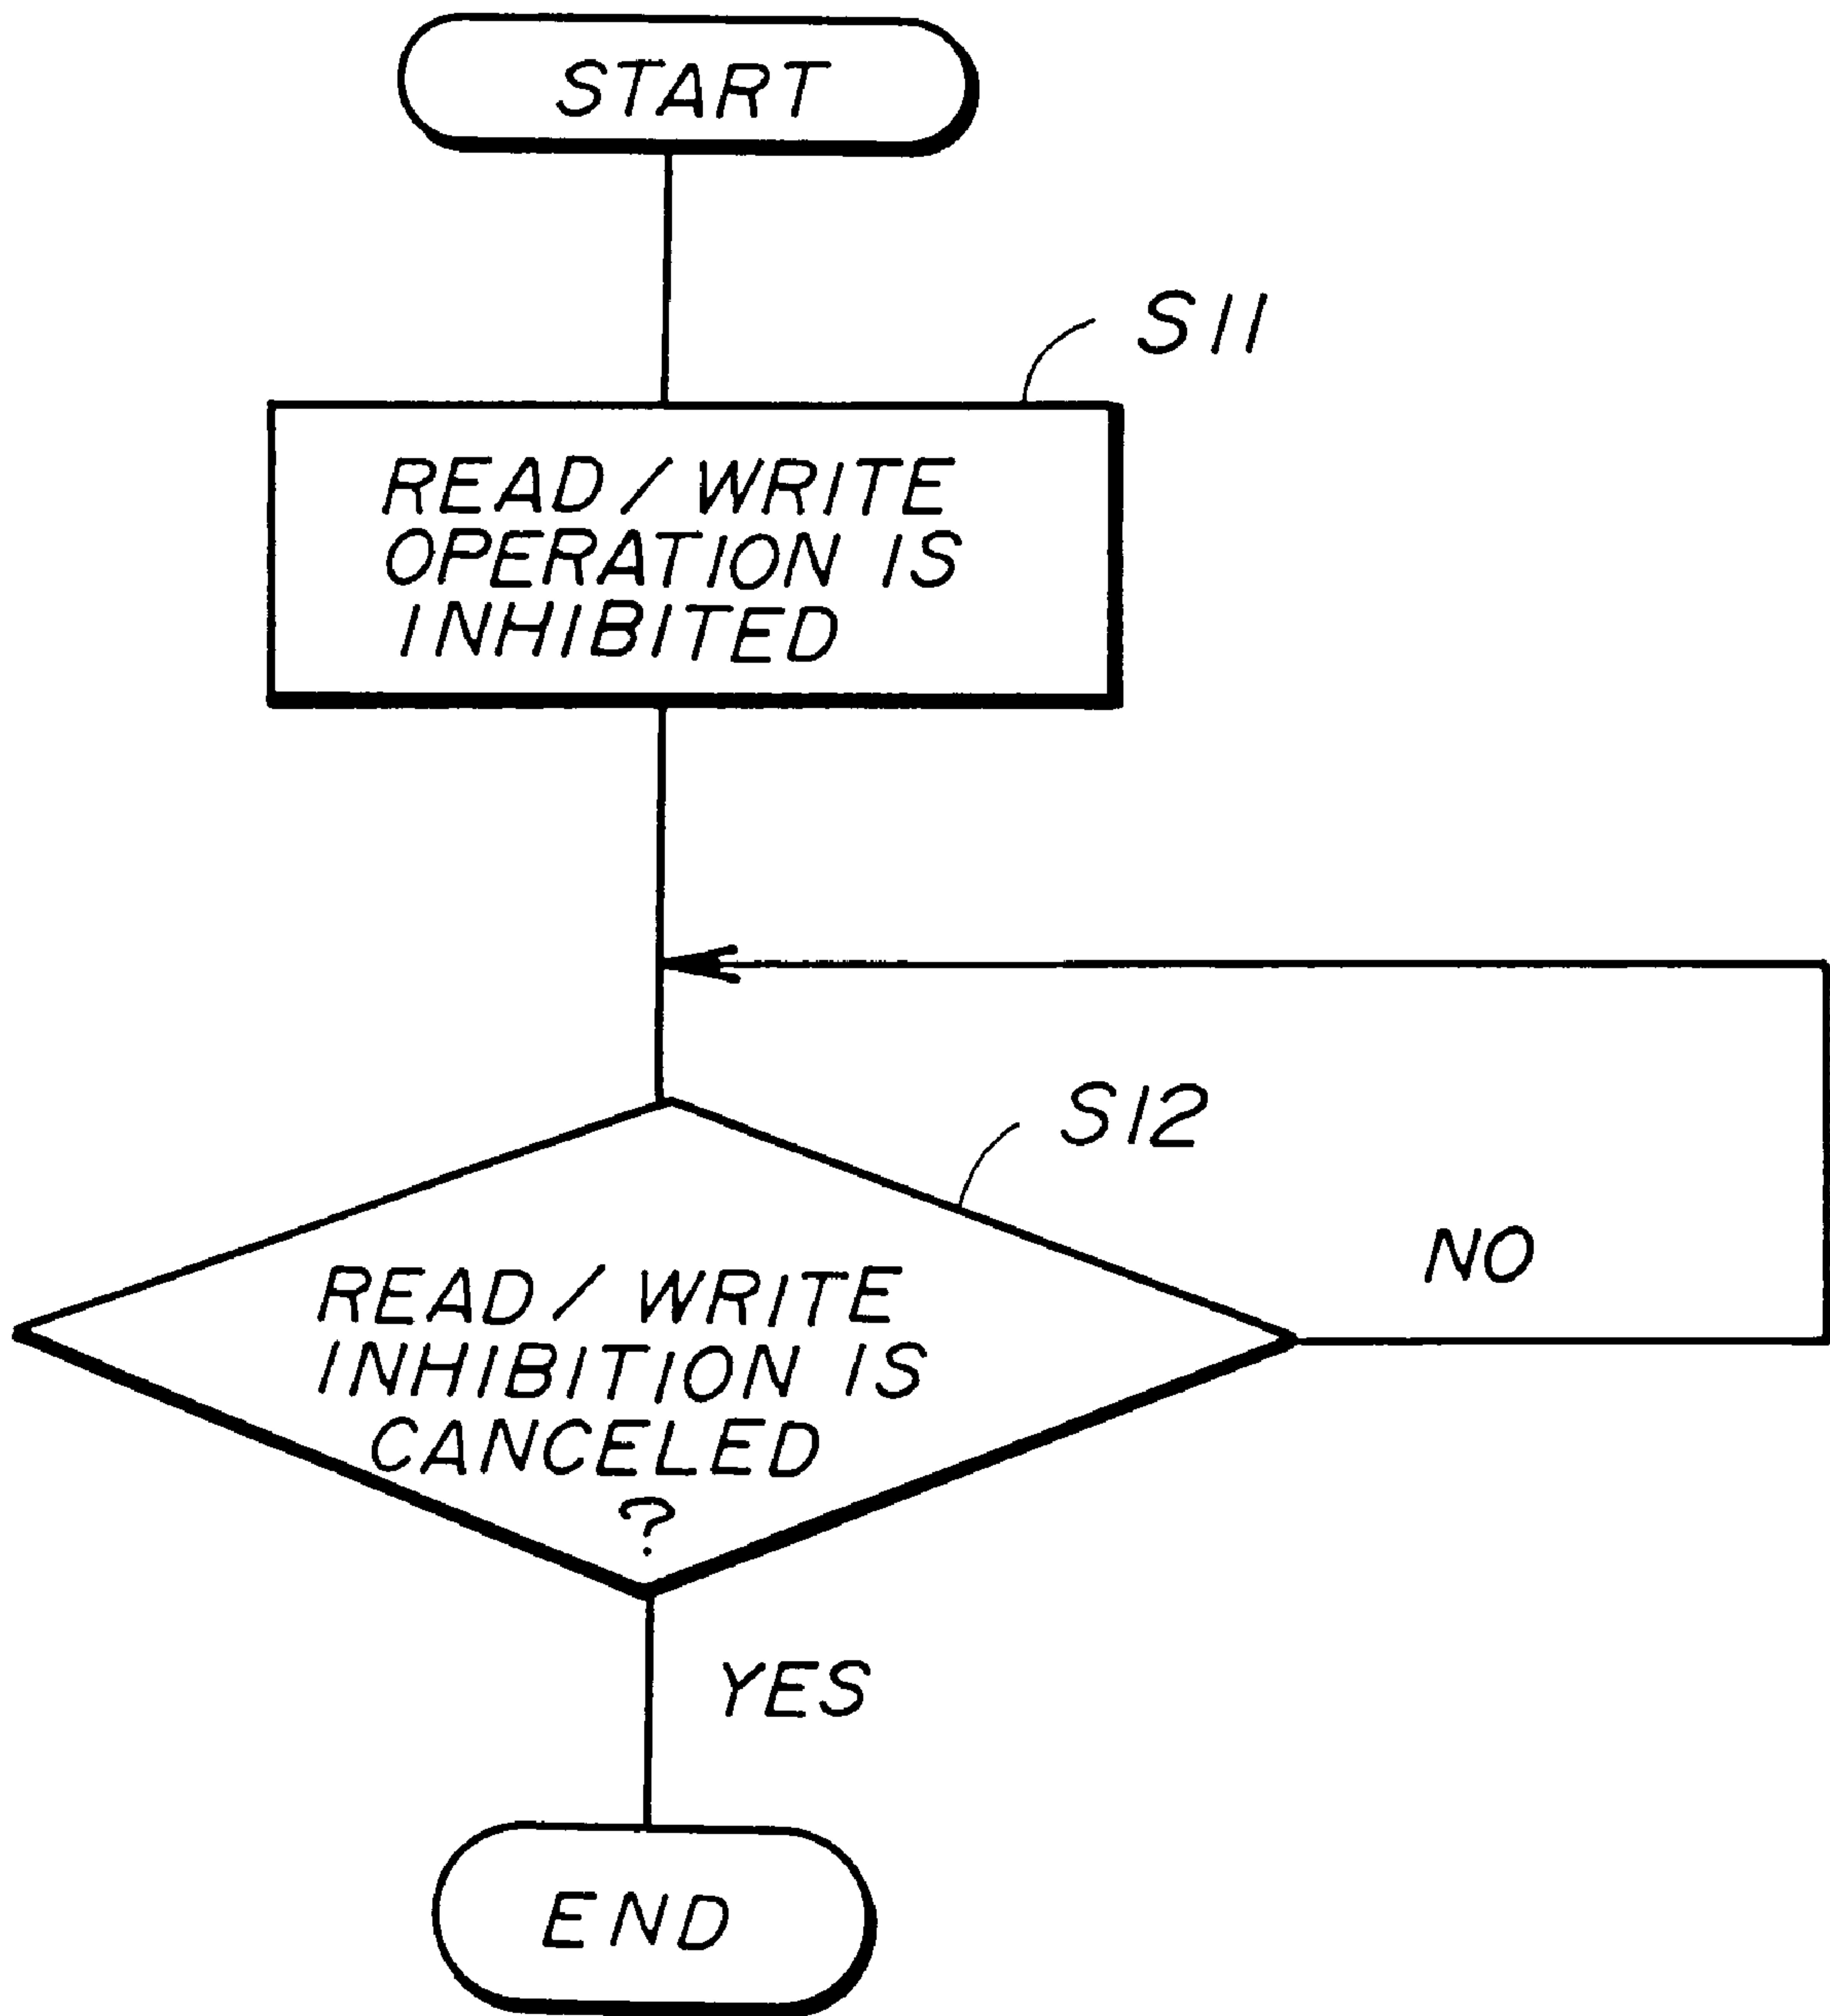 START
S11
READ/WRITE
OPERATION IS
INHIBITED
S12
READ/ WRITE
INHIBITION IS
CANCELED
?
NO
YES
END